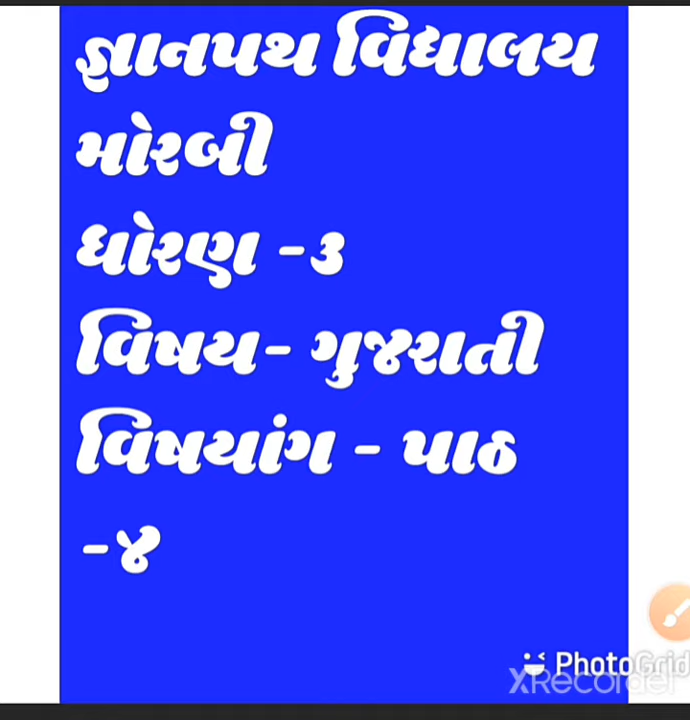 જ્ઞાનપથ વિદ્યાલય
મોરબી
ધોરણ -૩
વિષય- ગુજરાતી
વિષયાંગ - પાઠ
-૪
PhotoGrid
XRecorder